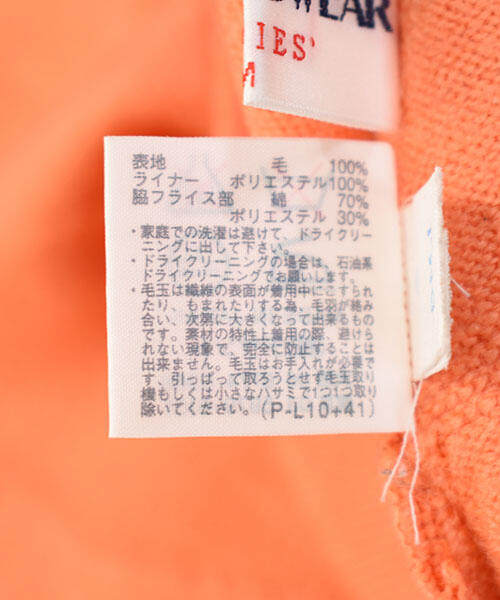 WEAR
IES'
M
表地 毛 100%
ライナー ポリエステル100%
脇フライス部 綿 70%
ポリエステル 30%
・家庭での洗濯は避けて、ドライクリー
ニングに出して下さい。
・ドライクリーニングの場合は、石油系
ドライクリーニングでお願いします。
・毛玉は繊維の表面が着用中にこすられ
たり、もまれたりする為、毛羽が絡み
合い、次第に大きくなって出来るもの
です。素材の特性上着用の際、避けら
れない現象で、完全に防止することは
出来ません。毛玉はお手入れが必要で
す、引っぱって取ろうとせず毛玉取り
機もしくは小さなハサミで1つ1つ取り
除いてください。(P-L10+41)